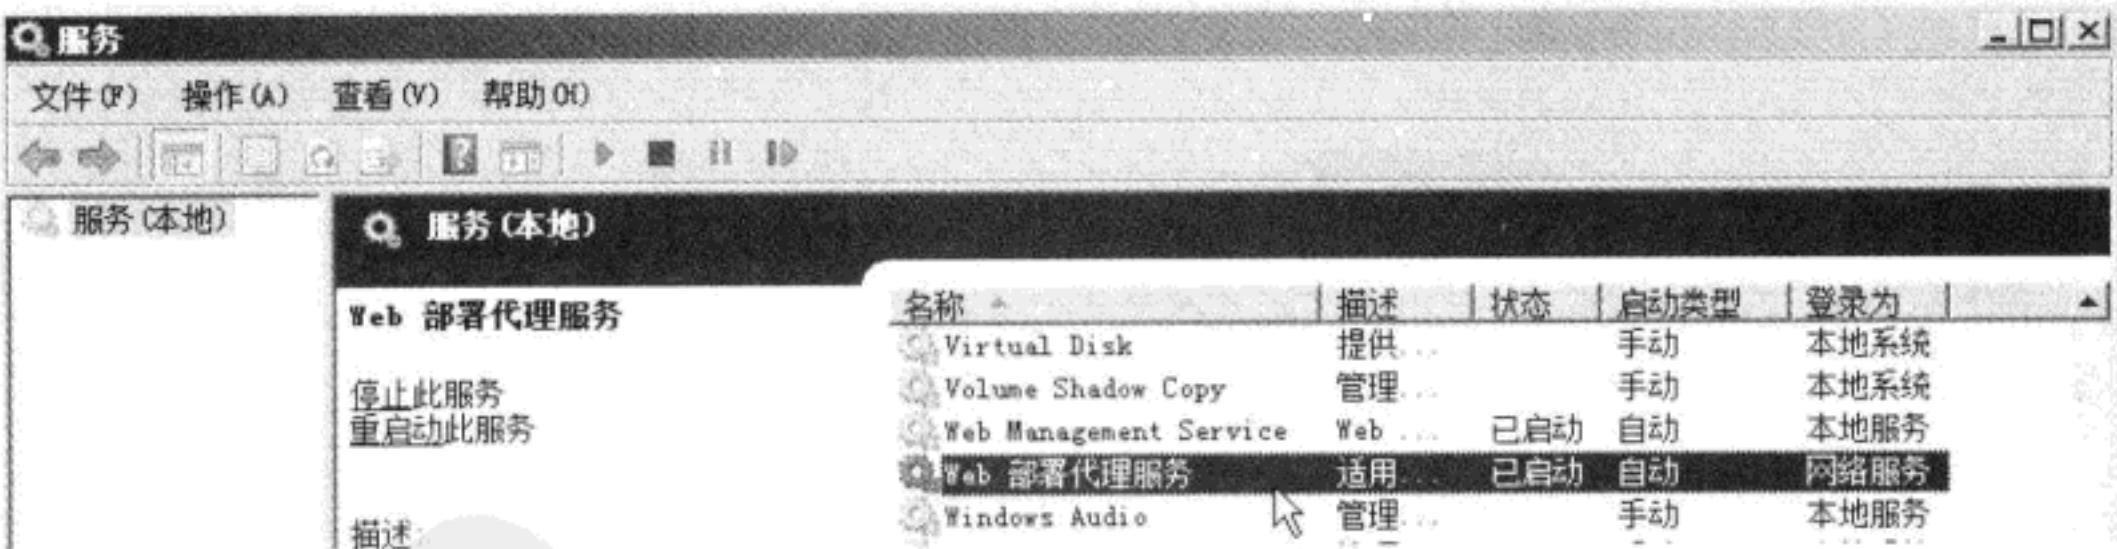 服务
文件(F) 操作(A) 查看(V) 帮助(H)
服务(本地)
服务(本地)
Web 部署代理服务
停止此服务
重启动此服务
描述:
名称 描述 状态 启动类型 登录为
Virtual Disk 提供... 手动 本地系统
Volume Shadow Copy 管理... 手动 本地系统
Web Management Service Web ... 已启动 自动 本地服务
Web 部署代理服务 适用... 已启动 自动 网络服务
Windows Audio 管理... 手动 本地服务